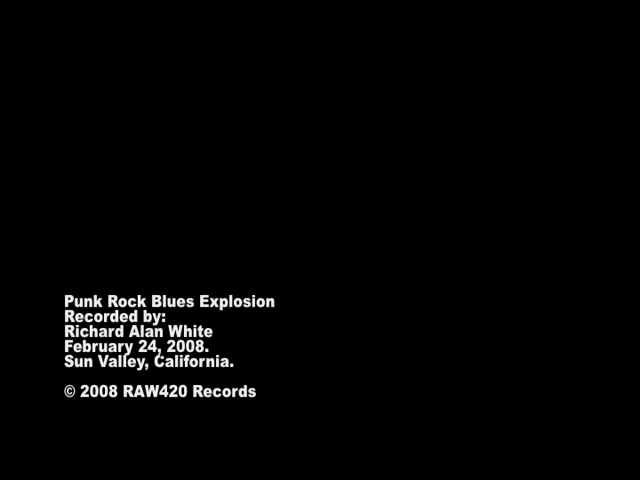 Punk Rock Blues Explosion
Recorded by:
Richard Alan White
February 24, 2008.
Sun Valley, California.
© 2008 RAW420 Records